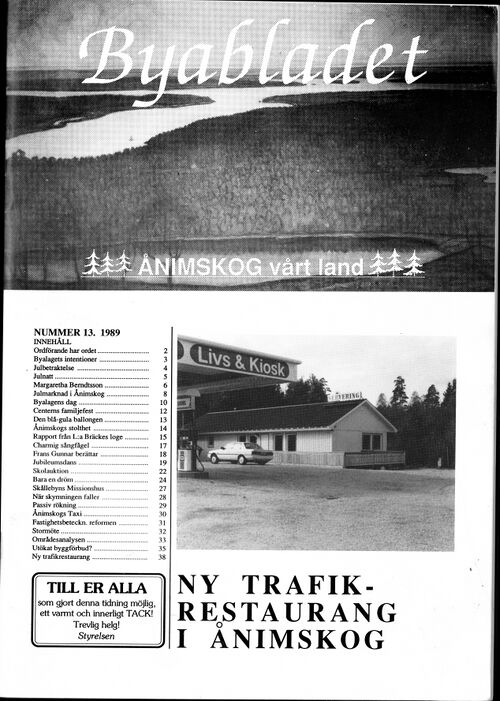 Byabladet
ÅNIMSKOG vårt land
NUMMER 13. 1989
INNEHÅLL
Ordförande har ordet ........................ 2
Byalagets intentioner ....................... 3
Julbetraktelse ................................ 4
Julnatt ......................................... 5
Margaretha Berndtsson .................... 6
Julmarknad i Ånimskog .................... 8
Byalagens dag .............................. 10
Centerns familjefest ....................... 12
Den blå-gula ballongen ................... 13
Ånimskogs stolthet ........................ 14
Rapport från L:a Bräckes loge .......... 15
Charmig sångfågel ......................... 17
Frans Gunnar berättar .................... 18
Jubileumsdans .............................. 19
Skolauktion .................................. 22
Bara en dröm ............................... 24
Skållebyns Missionshus ................... 27
När skymningen faller .................... 28
Passiv rökning .............................. 29
Ånimskogs Taxi ............................ 30
Fastighetsbeteckn. reformen ............ 31
Stormöte ..................................... 32
Områdesanalysen .......................... 33
Utökat byggförbud? ....................... 35
Ny trafikrestaurang ....................... 38
Livs & Kiosk
SERVERING
TILL ER ALLA
som gjort denna tidning möjlig,
ett varmt och innerligt TACK!
Trevlig helg!
Styrelsen
NY TRAFIK-
RESTAURANG
I ÅNIMSKOG